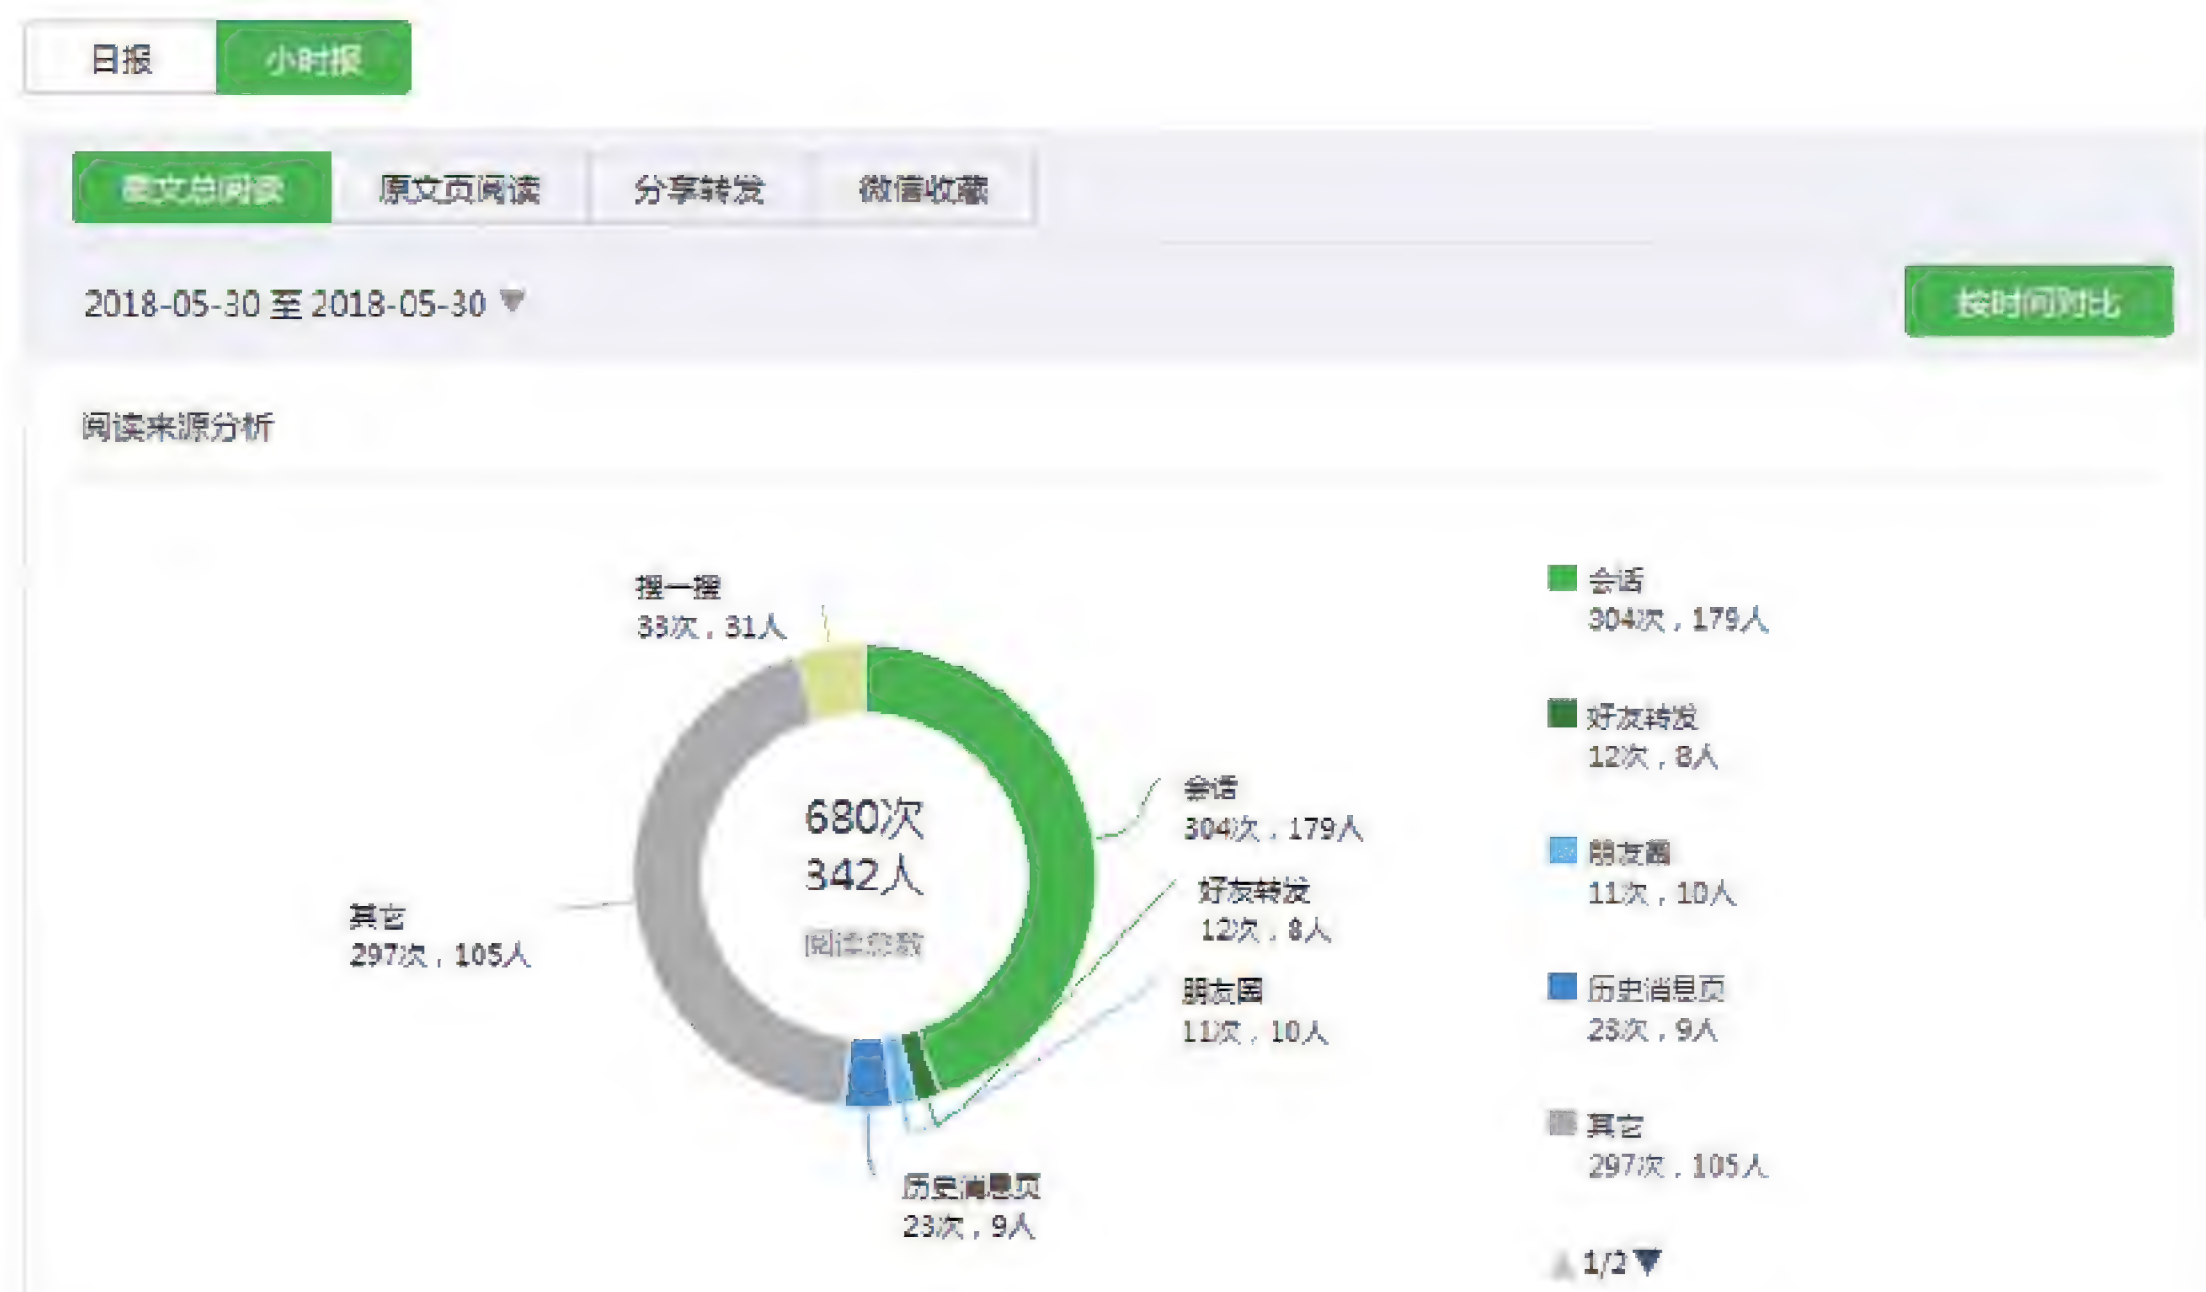 日报
小时报
图文总阅读
原文页阅读
分享转发
微信收藏
2018-05-30 至 2018-05-30
按时间对比
阅读来源分析
搜一搜
33次，31人
680次
342人
阅读总数
会话
304次，179人
好友转发
12次，8人
朋友圈
11次，10人
其它
297次，105人
历史消息页
23次，9人
会话
304次，179人
好友转发
12次，8人
朋友圈
11次，10人
历史消息页
23次，9人
其它
297次，105人
1/2